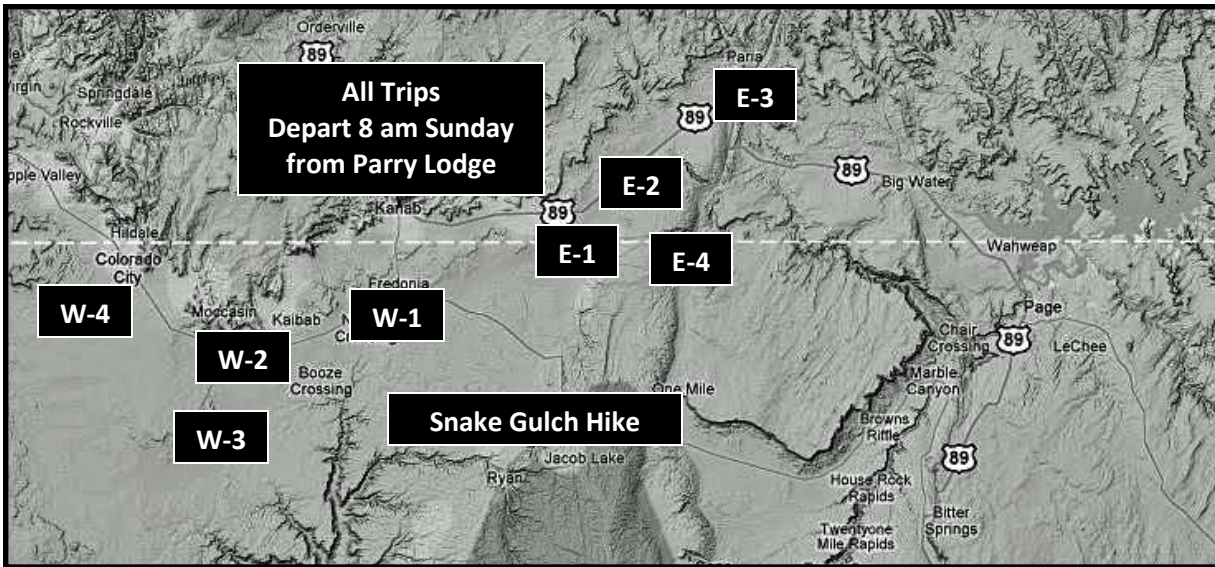 Orderville
89
Paria
Virgin
Springdale
Rockville
All Trips
Depart 8 am Sunday
from Parry Lodge
E-3
89
E-2
89
Big Water
Apple Valley
Kanab
89
Hildale
Colorado
City
E-1
E-4
Wahweap
W-4
Moccasin
Kaibab
Fredonia
W-1
Page
W-2
Chair
Crossing
89
LeChee
Booze
Crossing
Marble
Canyon
One Mile
W-3
Snake Gulch Hike
Browns
Riffle
Jacob Lake
89
Ryan
House Rock
Rapids
Bitter
Springs
Twentyone
Mile Rapids